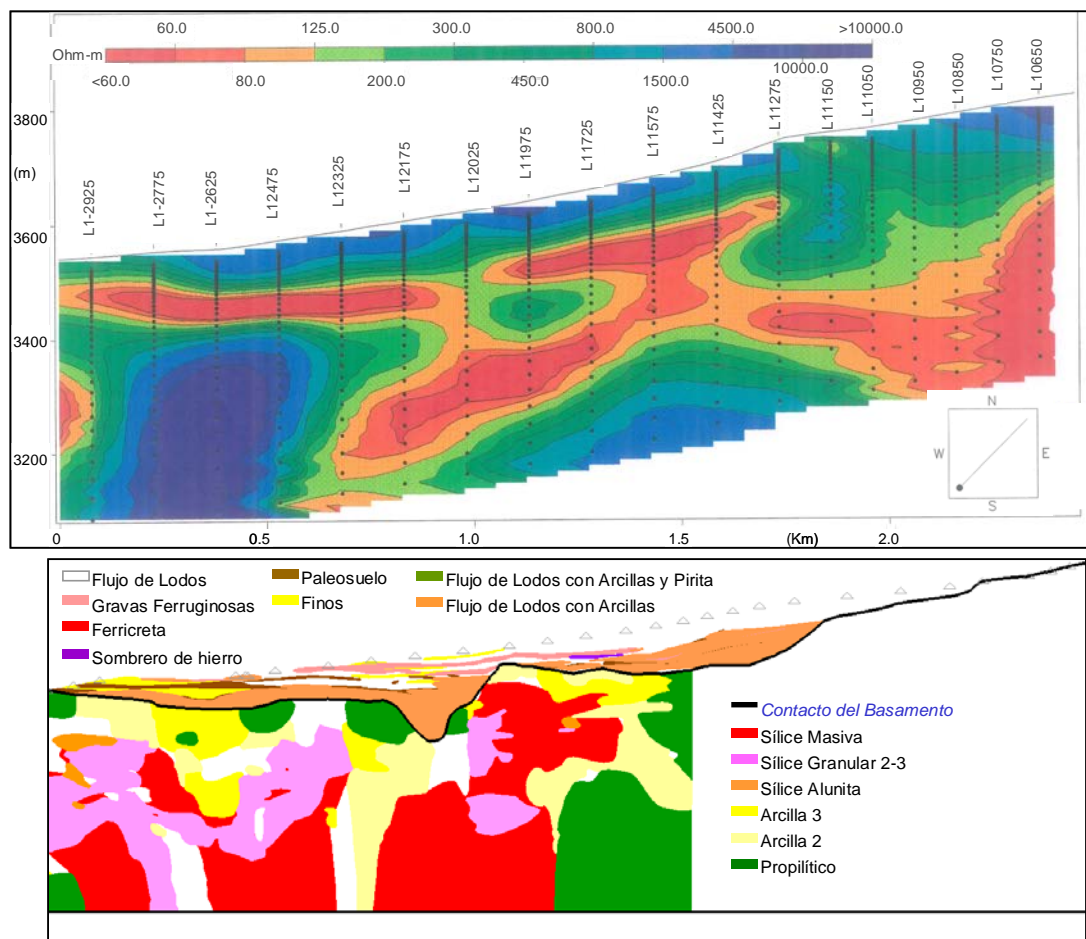 60.0 125.0 300.0 800.0 4500.0 >10000.0
Ohm-m
<60.0 80.0 200.0 450.0 1500.0 10000.0
L1-2925
L1-2775
L1-2625
L12475
L12325
L12175
L12025
L11975
L11725
L11575
L11425
L11275
L11150
L11050
L10950
L10850
L10750
L10650
3800
(m)
3600
3400
3200
N
W E
S
0 0.5 1.0 1.5 (Km) 2.0
Flujo de Lodos
Gravas Ferruginosas
Ferricreta
Sombrero de hierro
Paleosuelo
Finos
Flujo de Lodos con Arcillas y Pirita
Flujo de Lodos con Arcillas
Contacto del Basamento
Sílice Masiva
Sílice Granular 2-3
Sílice Alunita
Arcilla 3
Arcilla 2
Propilítico